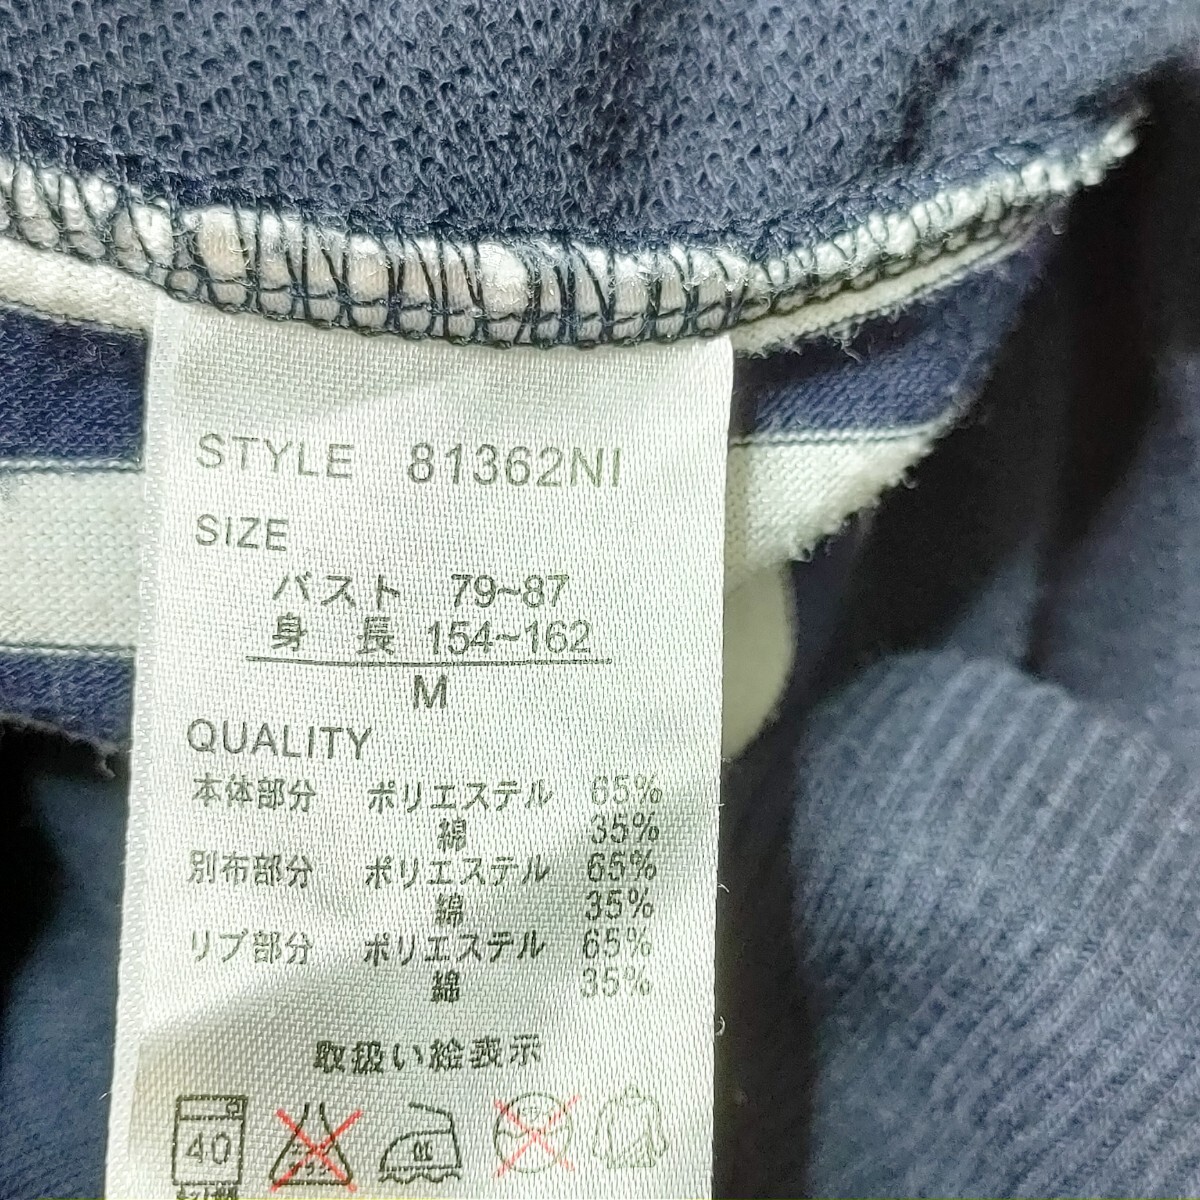 STYLE 81362NI
SIZE
バスト 79~87
身 長 154~162
M
QUALITY
本体部分 ポリエステル 65%
綿 35%
別布部分 ポリエステル 65%
綿 35%
リブ部分 ポリエステル 65%
綿 35%
取扱い絵表示
40